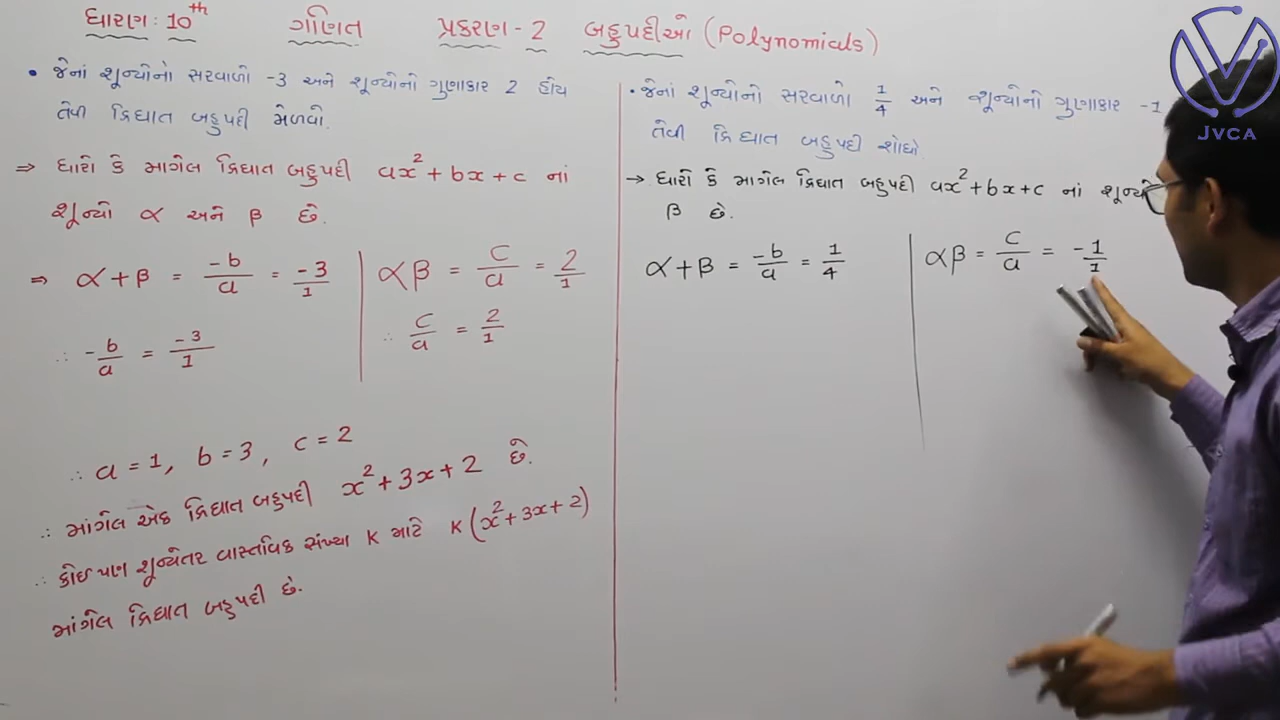 ધોરણ : 10th ગણિત પ્રકરણ - 2 બહુપદીઓ (Polynomials)
• જેનાં શૂન્યોનો સરવાળો -3 અને શૂન્યોનો ગુણાકાર 2 હોય
તેવી દ્વિઘાત બહુપદી મેળવો.
⇒ ધારો કે માંગેલ દ્વિઘાત બહુપદી ax² + bx + c નાં
શૂન્યો α અને β છે.
⇒ α + β = -b/a = -3/1
αβ = c/a = 2/1
∴ -b/a = -3/1
∴ c/a = 2/1
∴ a = 1, b = 3, c = 2
∴ માંગેલ એક દ્વિઘાત બહુપદી x² + 3x + 2 છે.
∴ કોઈ પણ શૂન્યેતર વાસ્તવિક સંખ્યા K માટે K(x² + 3x + 2)
માંગેલ દ્વિઘાત બહુપદી છે.
• જેનાં શૂન્યોનો સરવાળો 1/4 અને શૂન્યોનો ગુણાકાર -1
તેવી દ્વિઘાત બહુપદી શોધો
→ ધારો કે માગેલ દ્વિઘાત બહુપદી ax² + bx + c નાં
β છે.
α + β = -b/a = 1/4
αβ = c/a = -1/1
JVCA